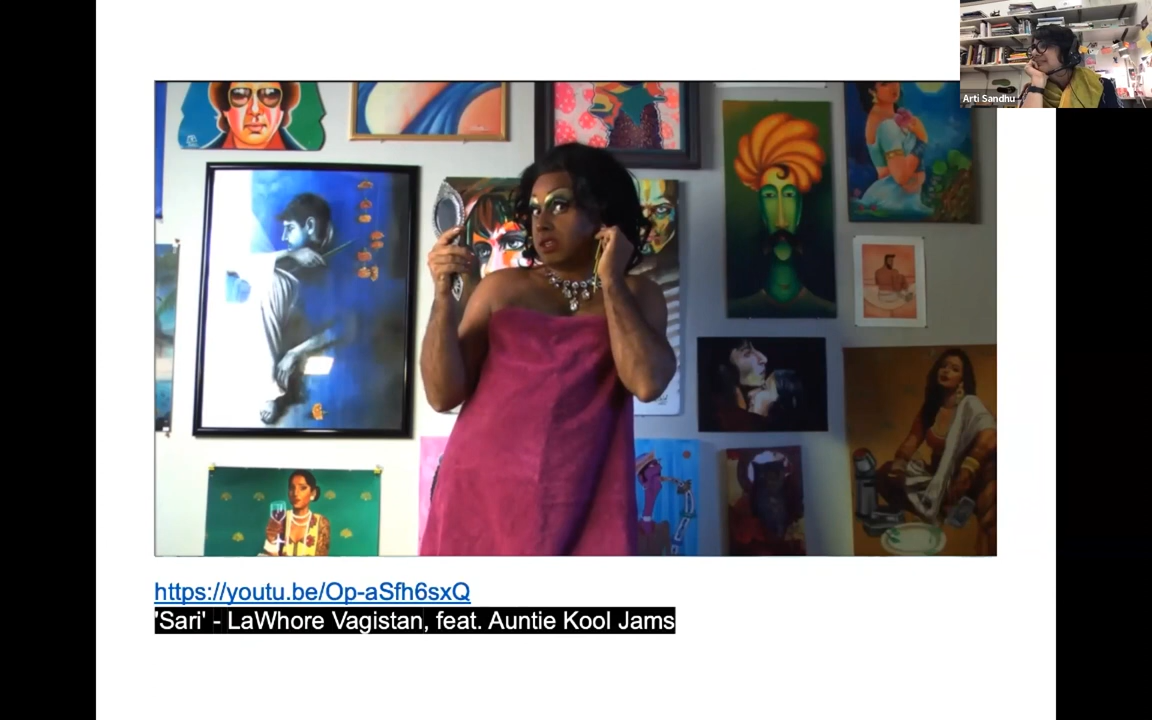 Arti Sandhu
https://youtu.be/Op-aSfh6sxQ
'Sari' - LaWhore Vagistan, feat. Auntie Kool Jams